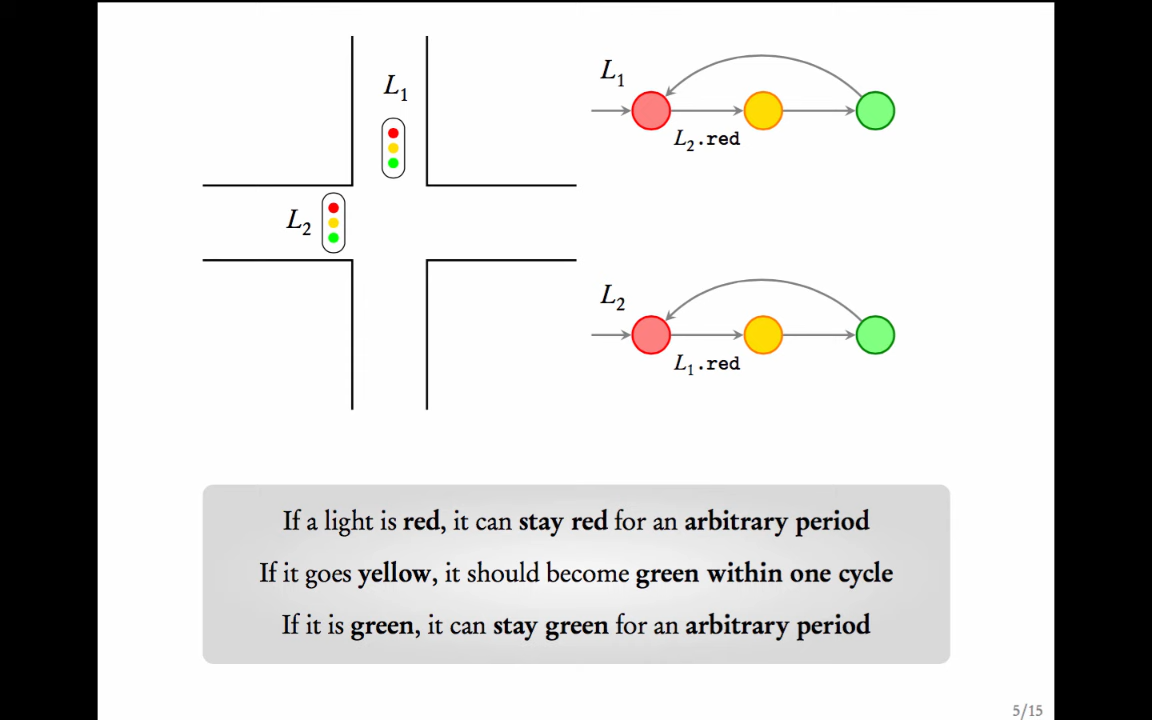 L1
L2
L1
L2.red
L2
L1.red
If a light is red, it can stay red for an arbitrary period
If it goes yellow, it should become green within one cycle
If it is green, it can stay green for an arbitrary period
5/15